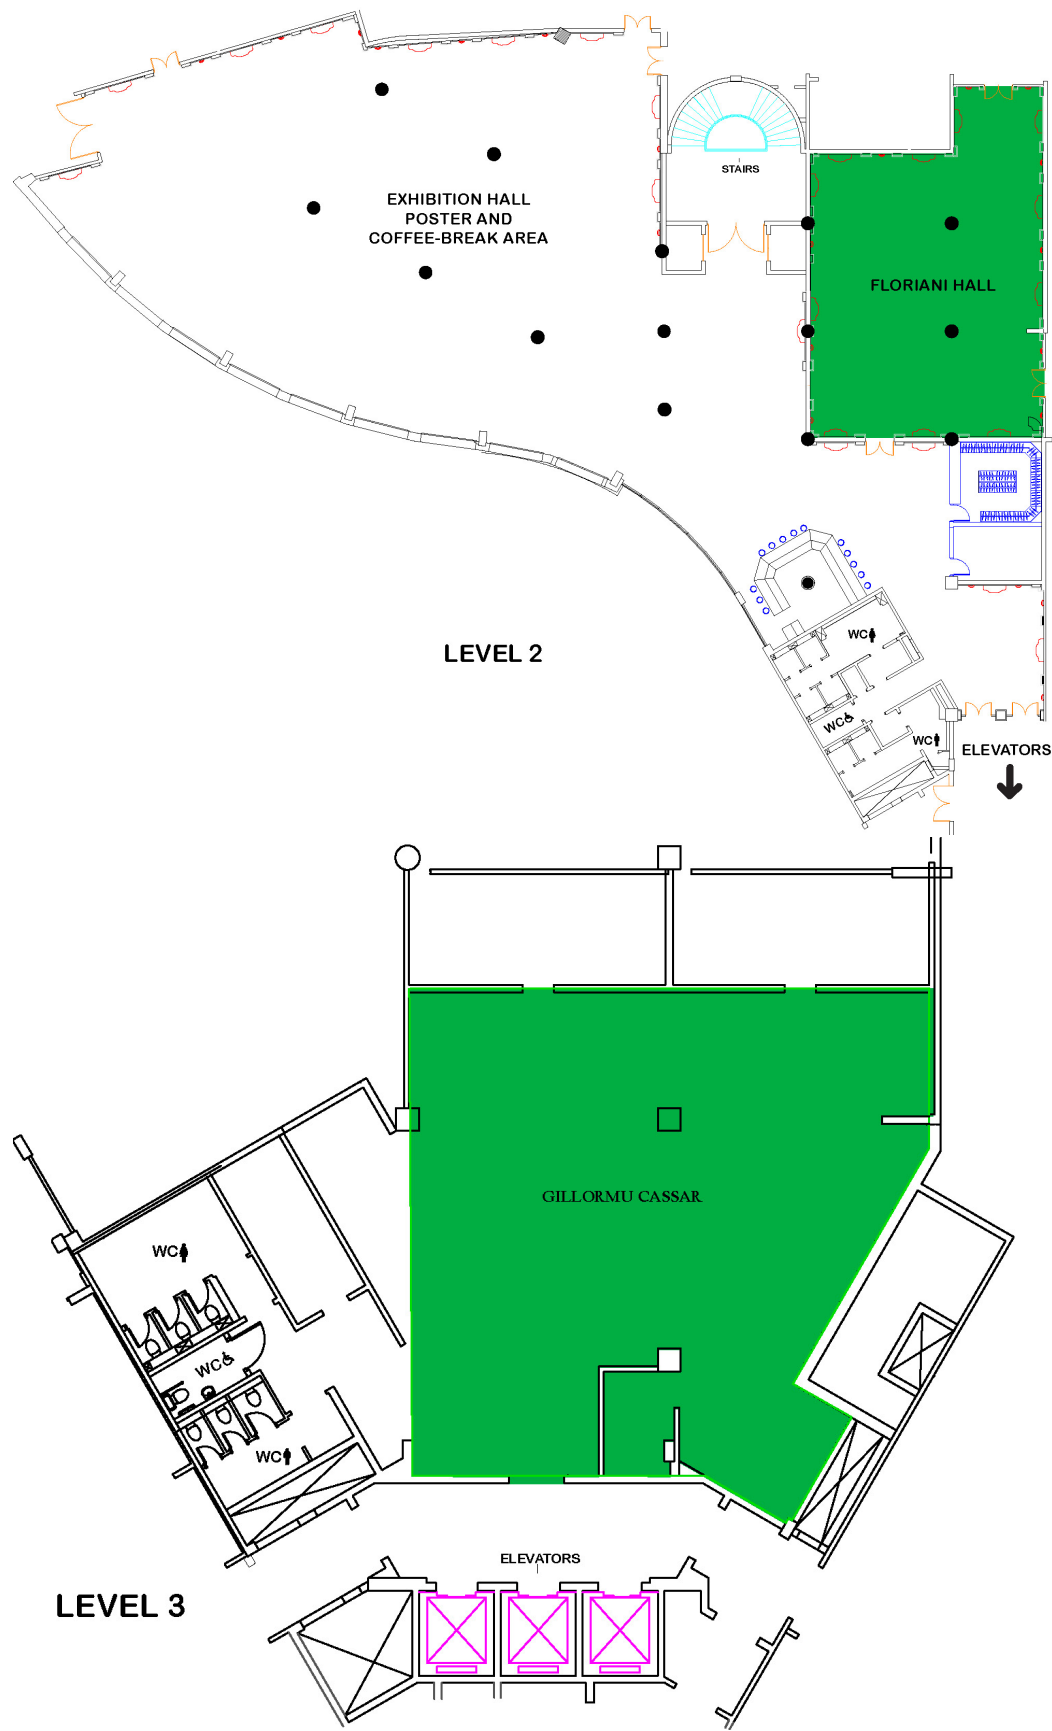 STAIRS
EXHIBITION HALL
POSTER AND
COFFEE-BREAK AREA
FLORIANI HALL
WC
LEVEL 2
WC
WC
ELEVATORS
GILLORMU CASSAR
WC
WC
WC
ELEVATORS
LEVEL 3